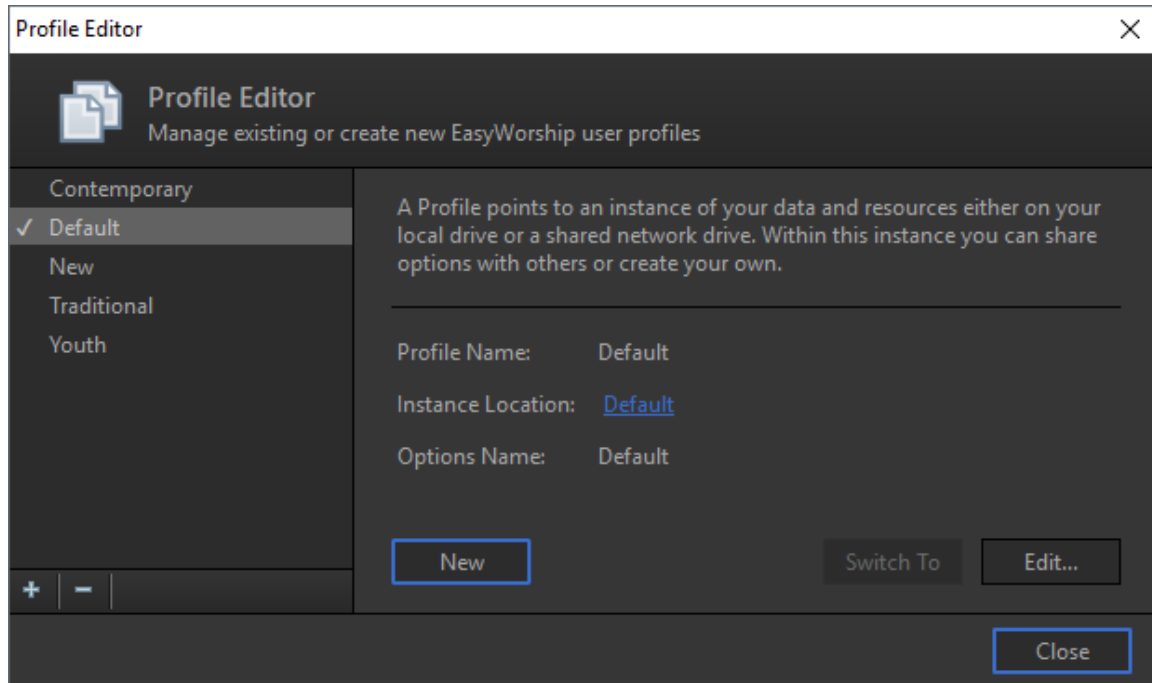 Profile Editor
Profile Editor
Manage existing or create new EasyWorship user profiles
Contemporary
Default
New
Traditional
Youth
A Profile points to an instance of your data and resources either on your
local drive or a shared network drive. Within this instance you can share
options with others or create your own.
Profile Name: Default
Instance Location: Default
Options Name: Default
New Switch To Edit...
Close